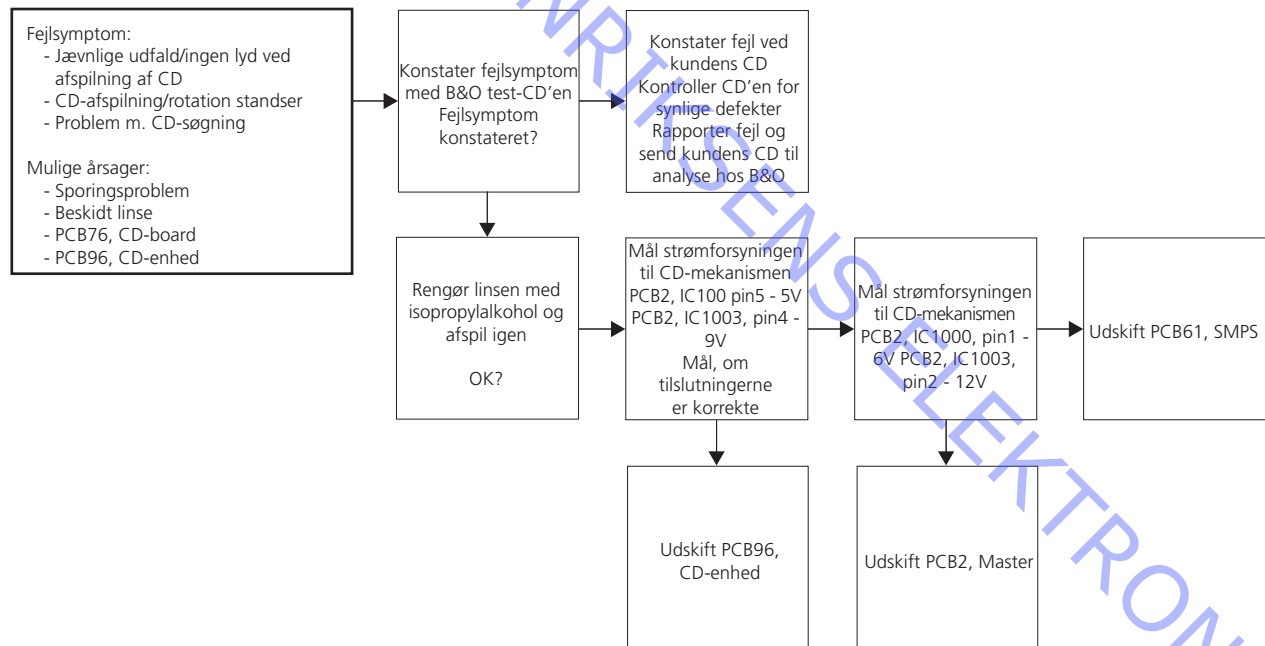 Fejlsymptom:
- Jævnlige udfald/ingen lyd ved
afspilning af CD
- CD-afspilning/rotation standser
- Problem m. CD-søgning
Mulige årsager:
- Sporingsproblem
- Beskidt linse
- PCB76, CD-board
- PCB96, CD-enhed
Konstater fejlsymptom
med B&O test-CD'en
Fejlsymptom
konstateret?
Konstater fejl ved
kundens CD
Kontroller CD'en for
synlige defekter
Rapporter fejl og
send kundens CD til
analyse hos B&O
Rengør linsen med
isopropylalkohol og
afspil igen
OK?
Mål strømforsyningen
til CD-mekanismen
PCB2, IC100 pin5 - 5V
PCB2, IC1003, pin4 -
9V
Mål, om
tilslutningerne
er korrekte
Mål strømforsyningen
til CD-mekanismen
PCB2, IC1000, pin1 -
6V PCB2, IC1003,
pin2 - 12V
Udskift PCB61, SMPS
Udskift PCB96,
CD-enhed
Udskift PCB2, Master
NRIKSENS ELEKTRON